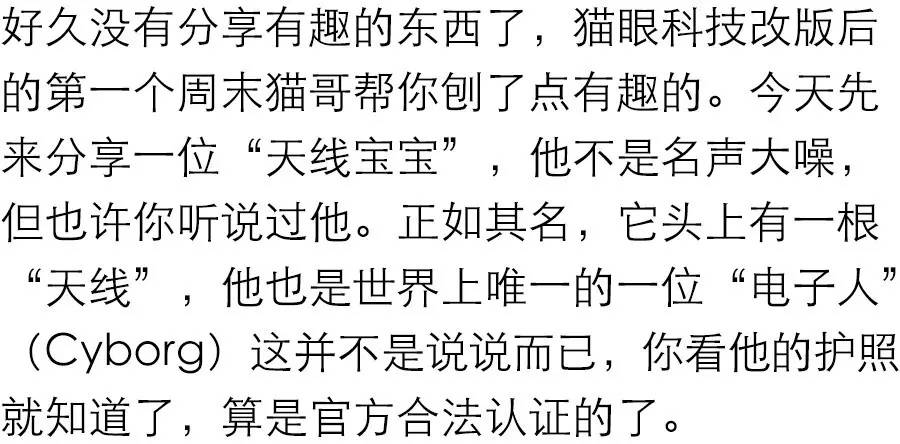 好久没有分享有趣的东西了，猫眼科技改版后
的第一个周末猫哥帮你刨了点有趣的。今天先
来分享一位“天线宝宝”，他不是名声大噪，
但也许你听说过他。正如其名，它头上有一根
“天线”，他也是世界上唯一的一位“电子人”
（Cyborg）这并不是说说而已，你看他的护照
就知道了，算是官方合法认证的了。